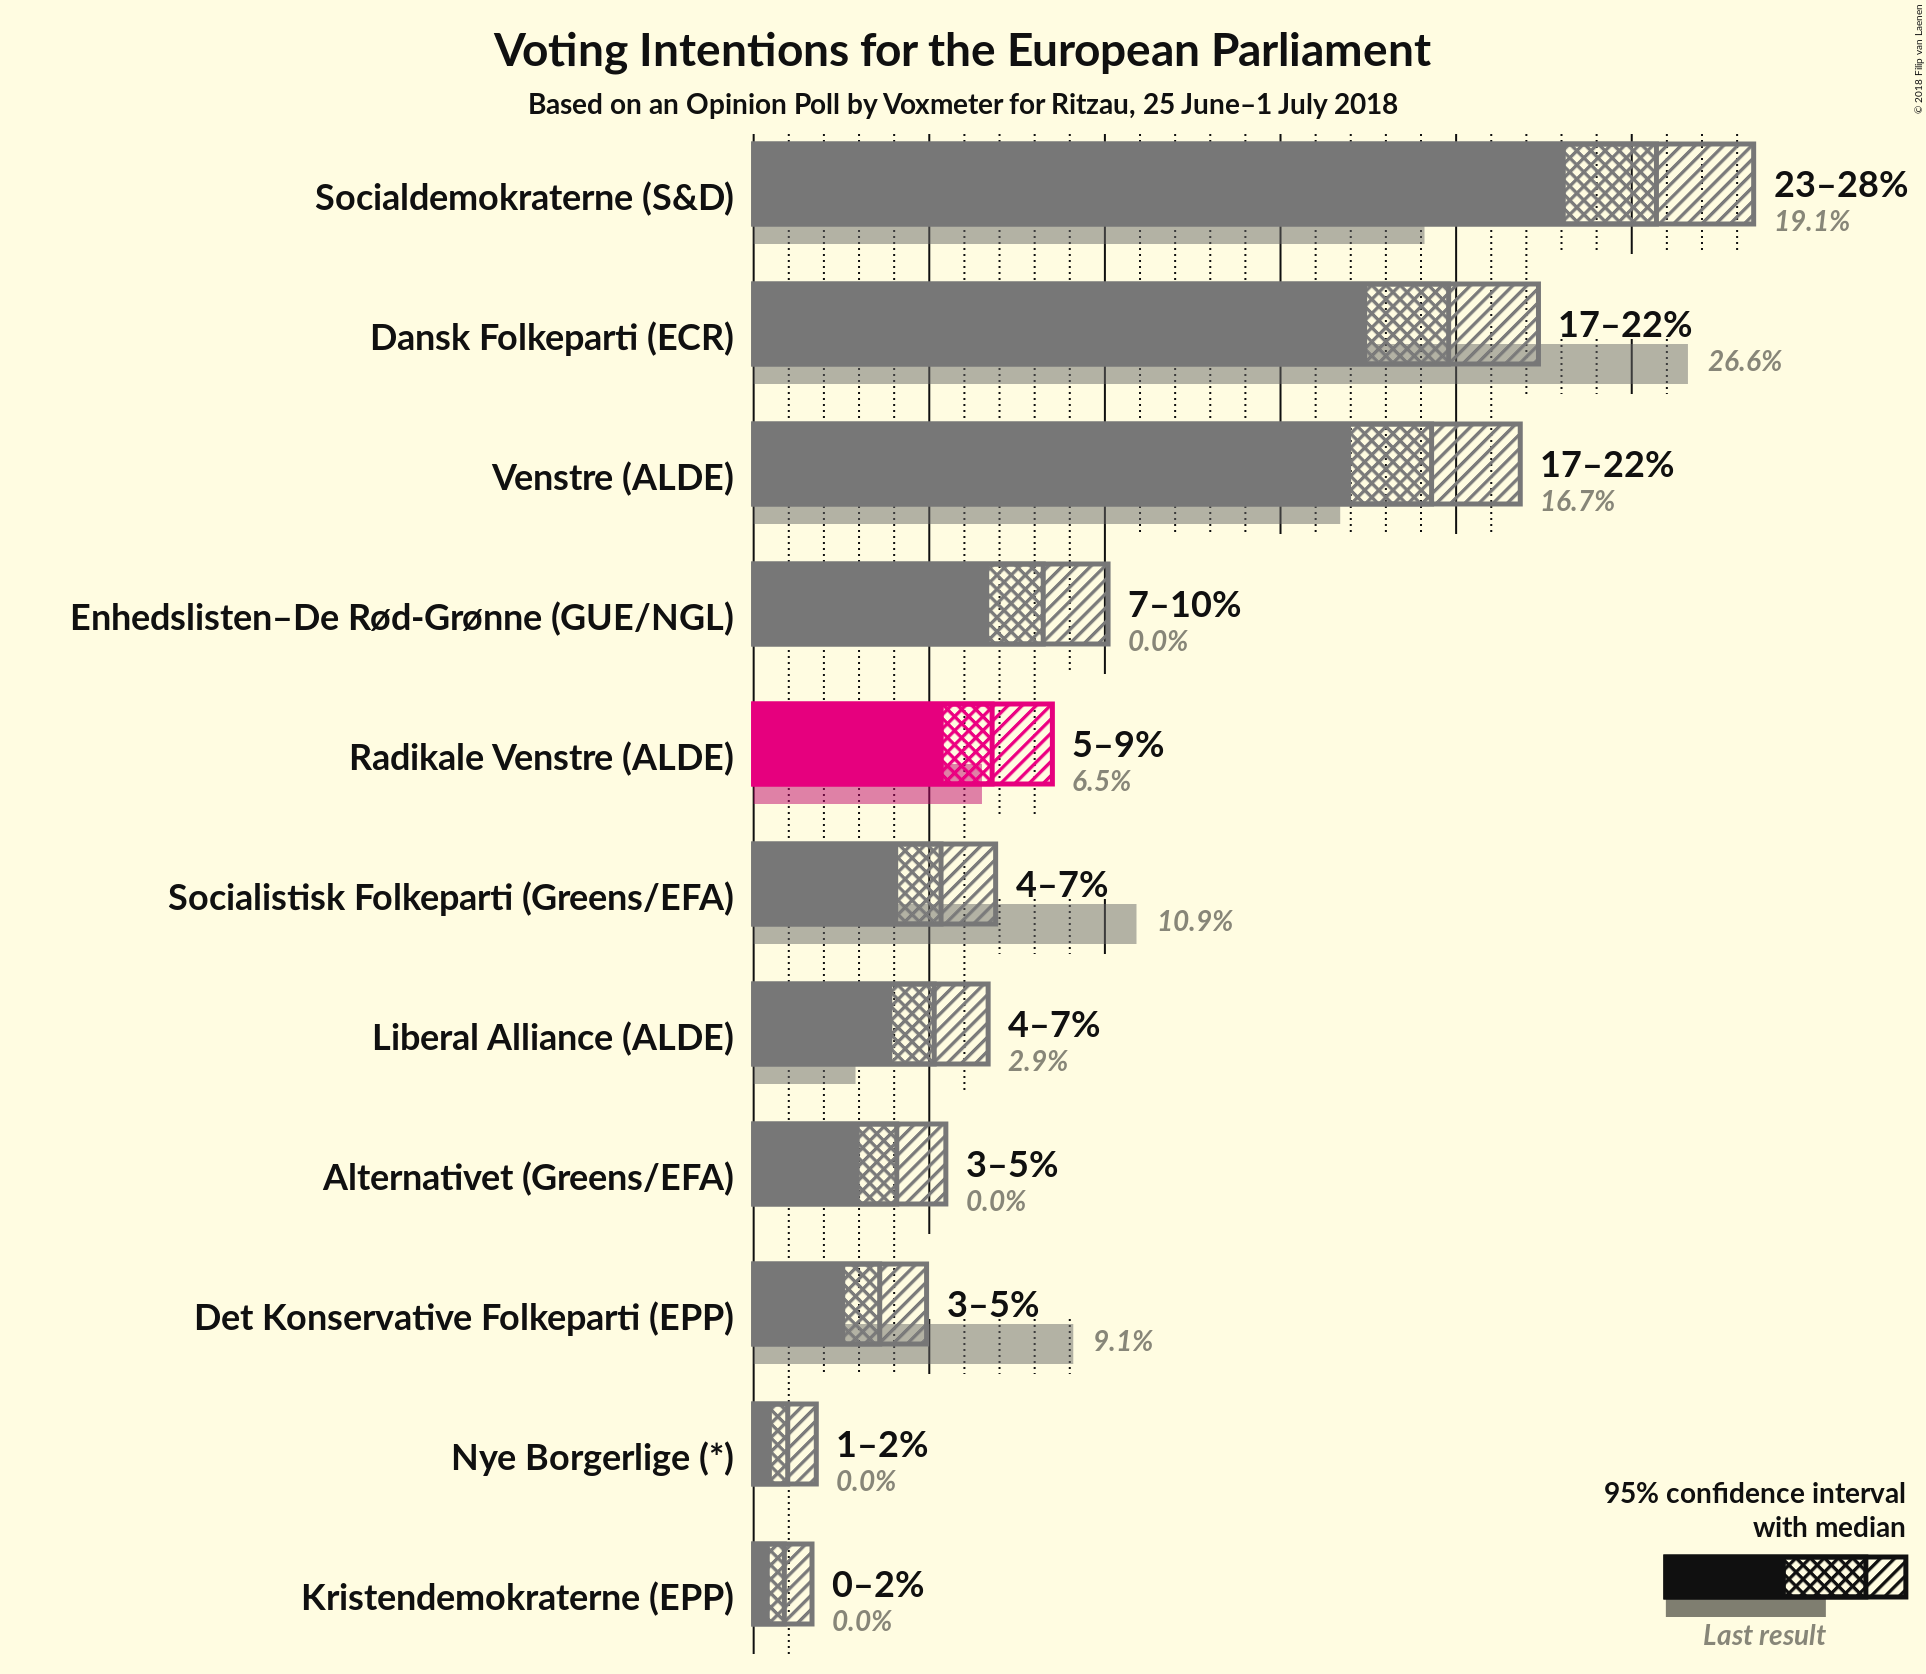 Voting Intentions for the European Parliament
Based on an Opinion Poll by Voxmeter for Ritzau, 25 June–1 July 2018
© 2018 Filip van Laenen
Socialdemokraterne (S&D)
23–28%
19.1%
Dansk Folkeparti (ECR)
17–22%
26.6%
Venstre (ALDE)
17–22%
16.7%
Enhedslisten–De Rød-Grønne (GUE/NGL)
7–10%
0.0%
Radikale Venstre (ALDE)
5–9%
6.5%
Socialistisk Folkeparti (Greens/EFA)
4–7%
10.9%
Liberal Alliance (ALDE)
4–7%
2.9%
Alternativet (Greens/EFA)
3–5%
0.0%
Det Konservative Folkeparti (EPP)
3–5%
9.1%
Nye Borgerlige (*)
1–2%
0.0%
Kristendemokraterne (EPP)
0–2%
0.0%
95% confidence interval
with median
Last result